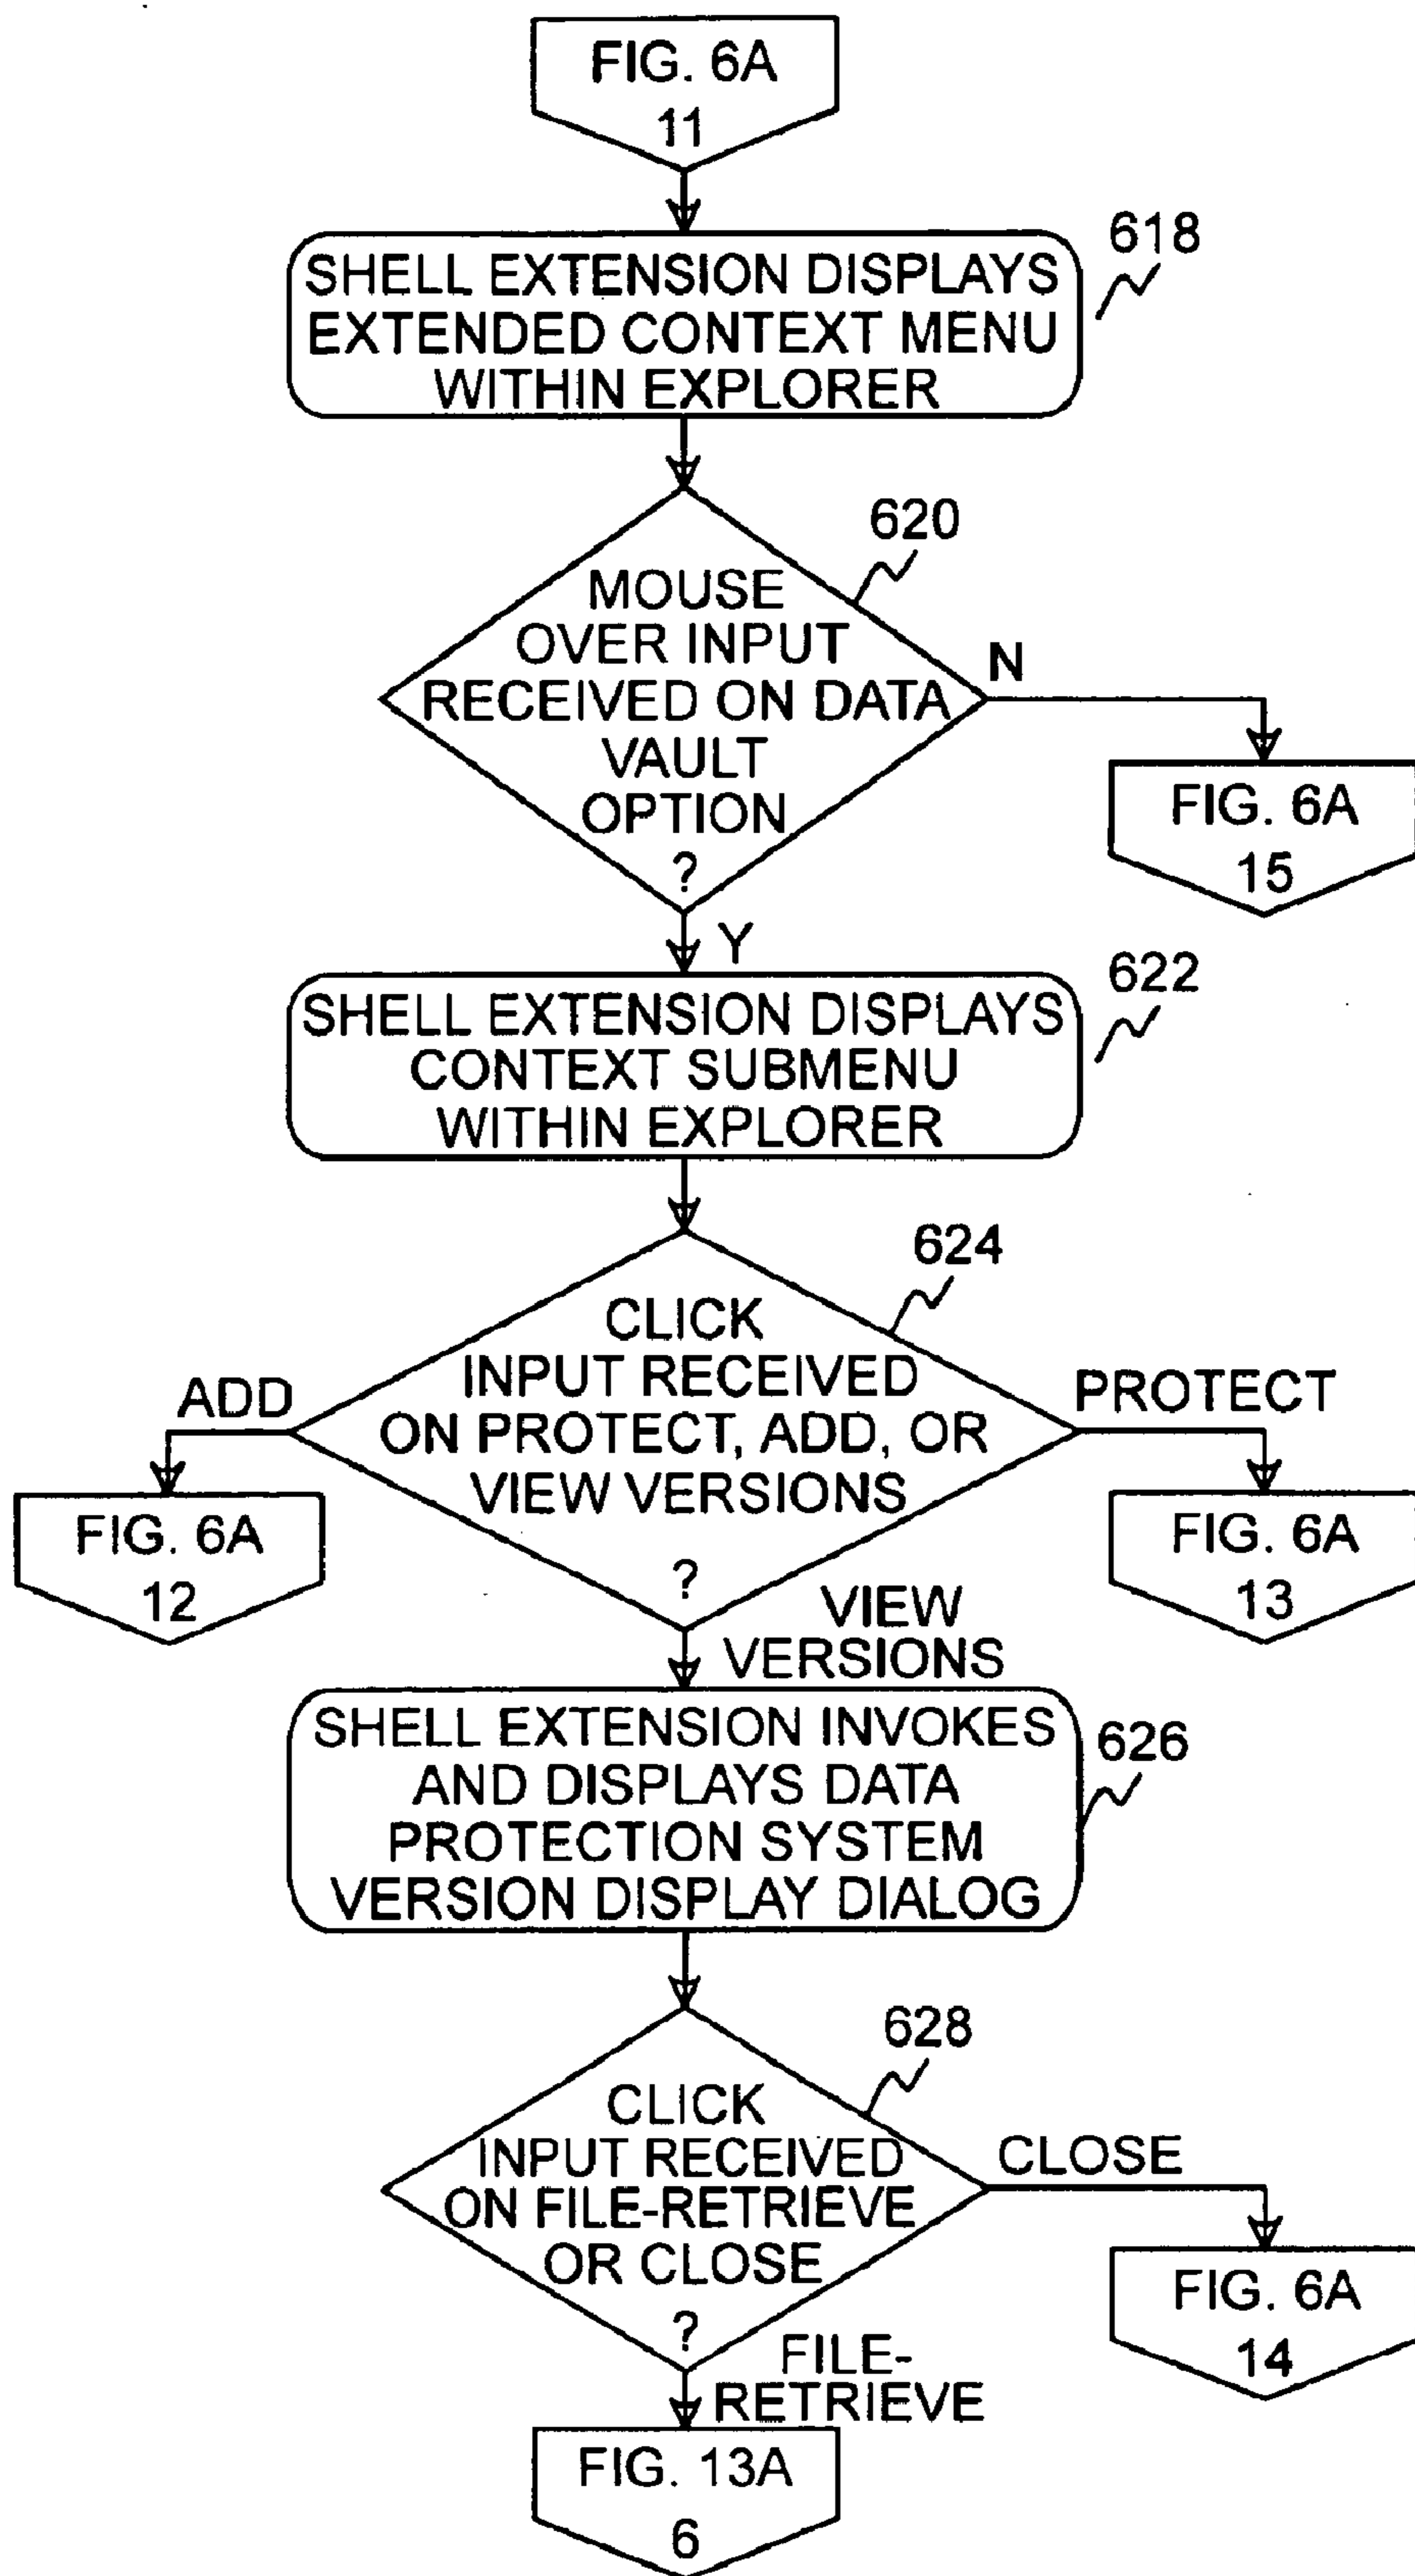 FIG. 6A
11
SHELL EXTENSION DISPLAYS
EXTENDED CONTEXT MENU
WITHIN EXPLORER
618
MOUSE
OVER INPUT
RECEIVED ON DATA
VAULT
OPTION
?
620
N
FIG. 6A
15
Y
SHELL EXTENSION DISPLAYS
CONTEXT SUBMENU
WITHIN EXPLORER
622
CLICK
INPUT RECEIVED
ON PROTECT, ADD, OR
VIEW VERSIONS
?
624
ADD
FIG. 6A
12
PROTECT
FIG. 6A
13
VIEW
VERSIONS
SHELL EXTENSION INVOKES
AND DISPLAYS DATA
PROTECTION SYSTEM
VERSION DISPLAY DIALOG
626
CLICK
INPUT RECEIVED
ON FILE-RETRIEVE
OR CLOSE
?
628
CLOSE
FIG. 6A
14
FILE-
RETRIEVE
FIG. 13A
6